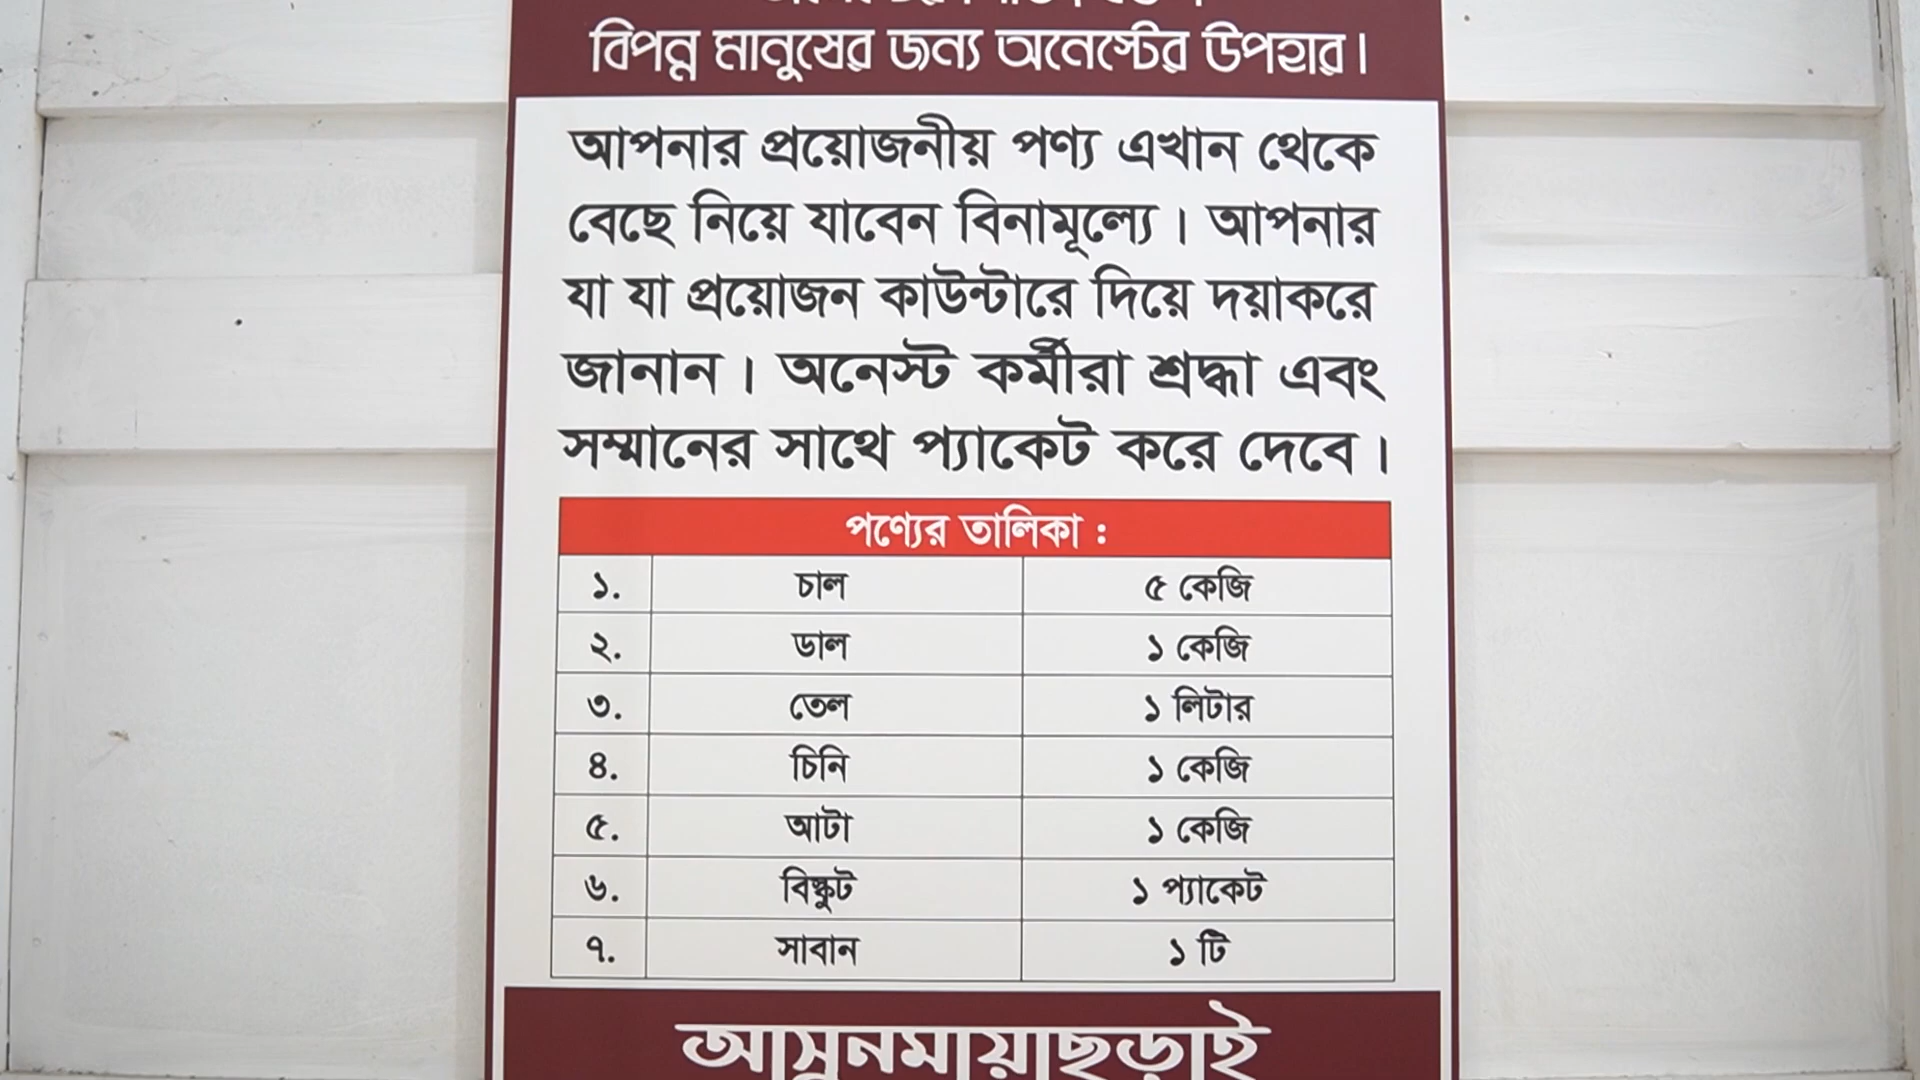 বিপন্ন মানুষের জন্য অনেস্টের উপহার।
আপনার প্রয়োজনীয় পণ্য এখান থেকে
বেছে নিয়ে যাবেন বিনামূল্যে। আপনার
যা যা প্রয়োজন কাউন্টারে দিয়ে দয়াকরে
জানান। অনেস্ট কর্মীরা শ্রদ্ধা এবং
সম্মানের সাথে প্যাকেট করে দেবে।
পণ্যের তালিকা :
১. চাল ৫ কেজি
২. ডাল ১ কেজি
৩. তেল ১ লিটার
৪. চিনি ১ কেজি
৫. আটা ১ কেজি
৬. বিষ্কুট ১ প্যাকেট
৭. সাবান ১ টি
আসুনমায়াছড়াই